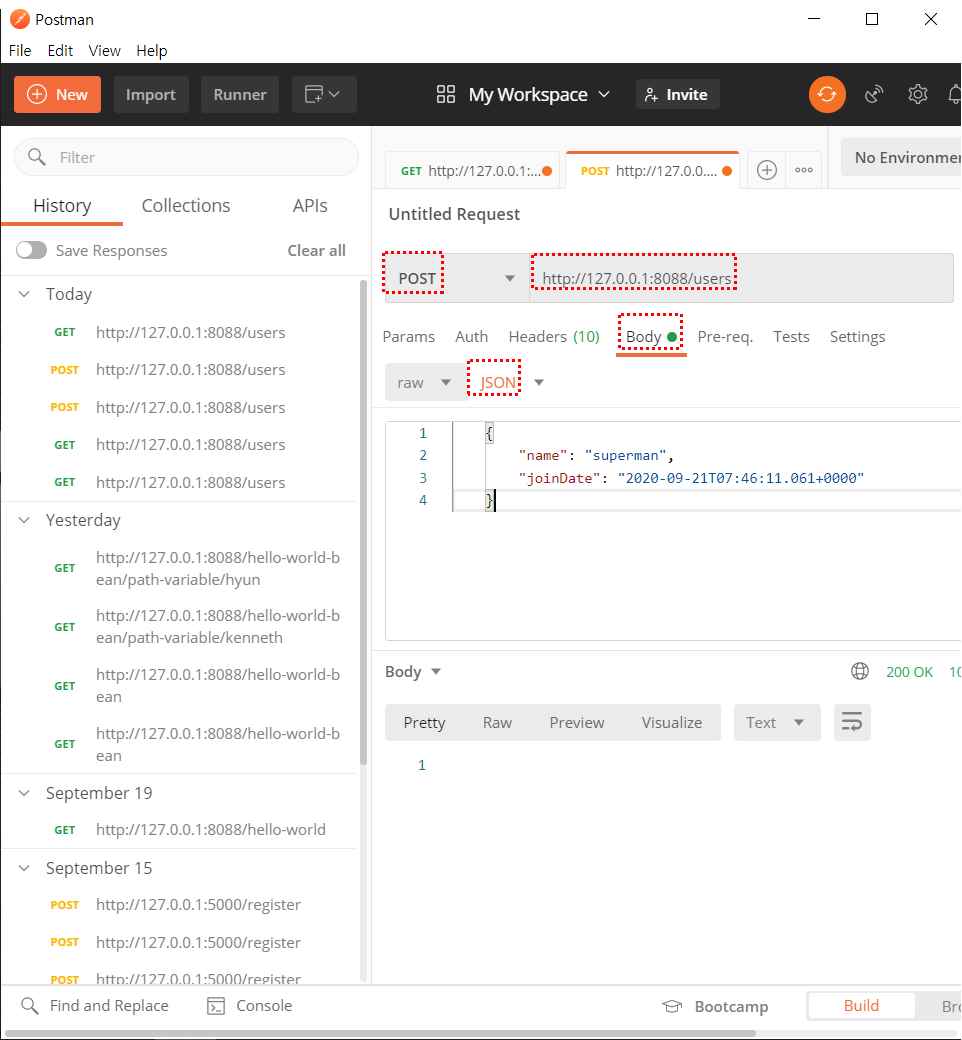 Postman
File Edit View Help
New Import Runner My Workspace Invite
Filter
History Collections APIs
Save Responses Clear all
Today
GET http://127.0.0.1:8088/users
POST http://127.0.0.1:8088/users
POST http://127.0.0.1:8088/users
GET http://127.0.0.1:8088/users
GET http://127.0.0.1:8088/users
Yesterday
GET http://127.0.0.1:8088/hello-world-b
ean/path-variable/hyun
GET http://127.0.0.1:8088/hello-world-b
ean/path-variable/kenneth
GET http://127.0.0.1:8088/hello-world-b
ean
GET http://127.0.0.1:8088/hello-world-b
ean
September 19
GET http://127.0.0.1:8088/hello-world
September 15
POST http://127.0.0.1:5000/register
POST http://127.0.0.1:5000/register
POST http://127.0.0.1:5000/register
GET http://127.0.0.1:... POST http://127.0.0.... No Environme
Untitled Request
POST http://127.0.0.1:8088/users
Params Auth Headers (10) Body Pre-req. Tests Settings
raw JSON
1 {
2 "name": "superman",
3 "joinDate": "2020-09-21T07:46:11.061+0000"
4 }
Body 200 OK 10
Pretty Raw Preview Visualize Text
1
Find and Replace Console Bootcamp Build Bro